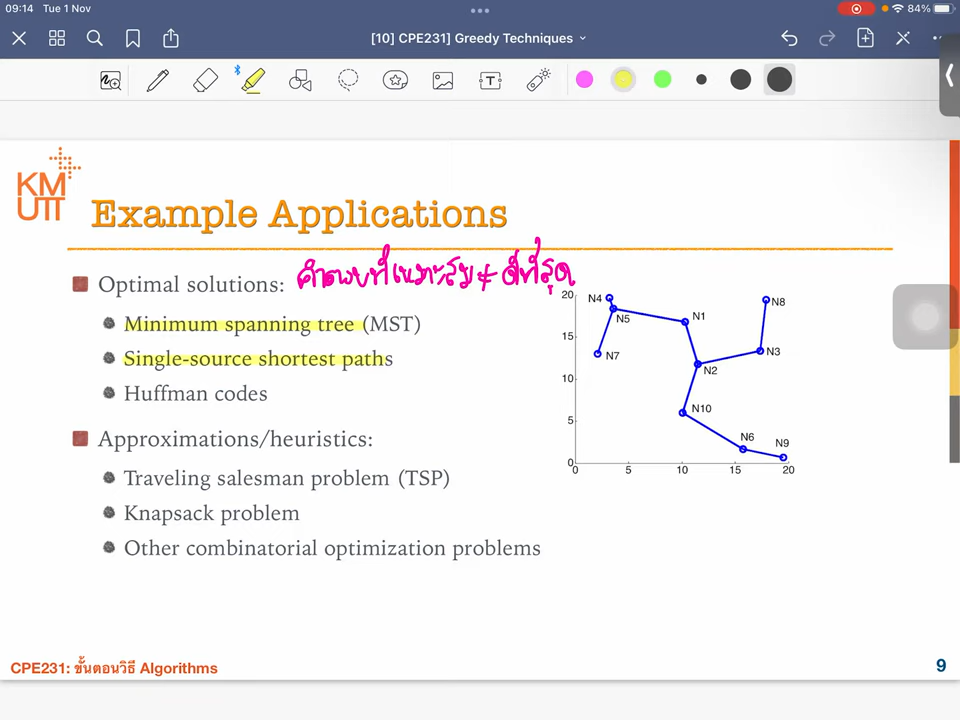 09:14 Tue 1 Nov 84%
[10] CPE231] Greedy Techniques
KM
UTT
Example Applications
Optimal solutions: คำตอบที่เหมาะสม ≠ ดีที่สุด
Minimum spanning tree (MST)
Single-source shortest paths
Huffman codes
Approximations/heuristics:
Traveling salesman problem (TSP)
Knapsack problem
Other combinatorial optimization problems
20
15
10
5
0
0 5 10 15 20
N4
N5
N1
N8
N7
N2
N3
N10
N6
N9
CPE231: ขั้นตอนวิธี Algorithms
9